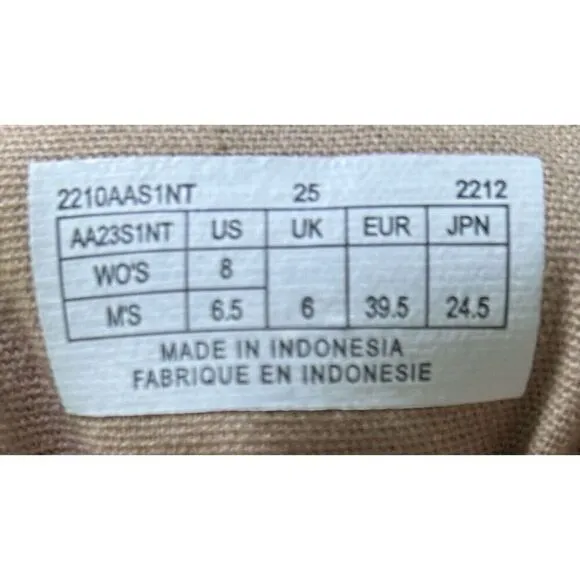 2210AAS1NT 25 2212
AA23S1NT US UK EUR JPN
WO'S 8
M'S 6.5 6 39.5 24.5
MADE IN INDONESIA
FABRIQUE EN INDONESIE